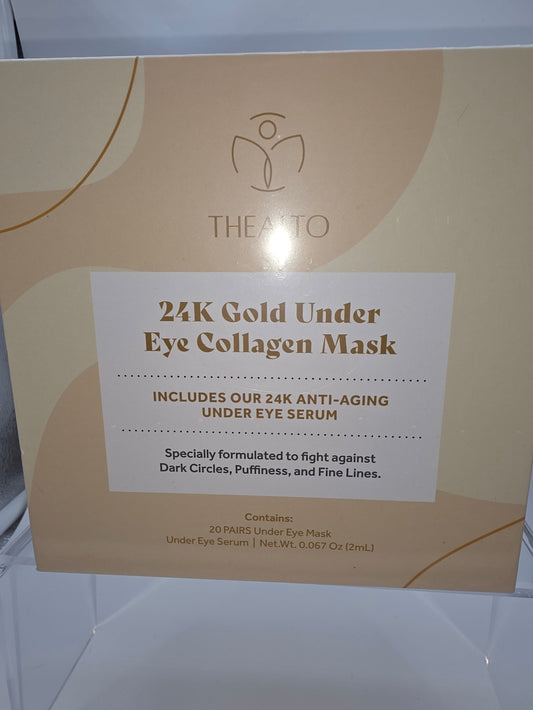 THEALTO
24K Gold Under
Eye Collagen Mask
INCLUDES OUR 24K ANTI-AGING
UNDER EYE SERUM
Specially formulated to fight against
Dark Circles, Puffiness, and Fine Lines.
Contains:
20 PAIRS Under Eye Mask
Under Eye Serum | Net.Wt. 0.067 Oz (2mL)